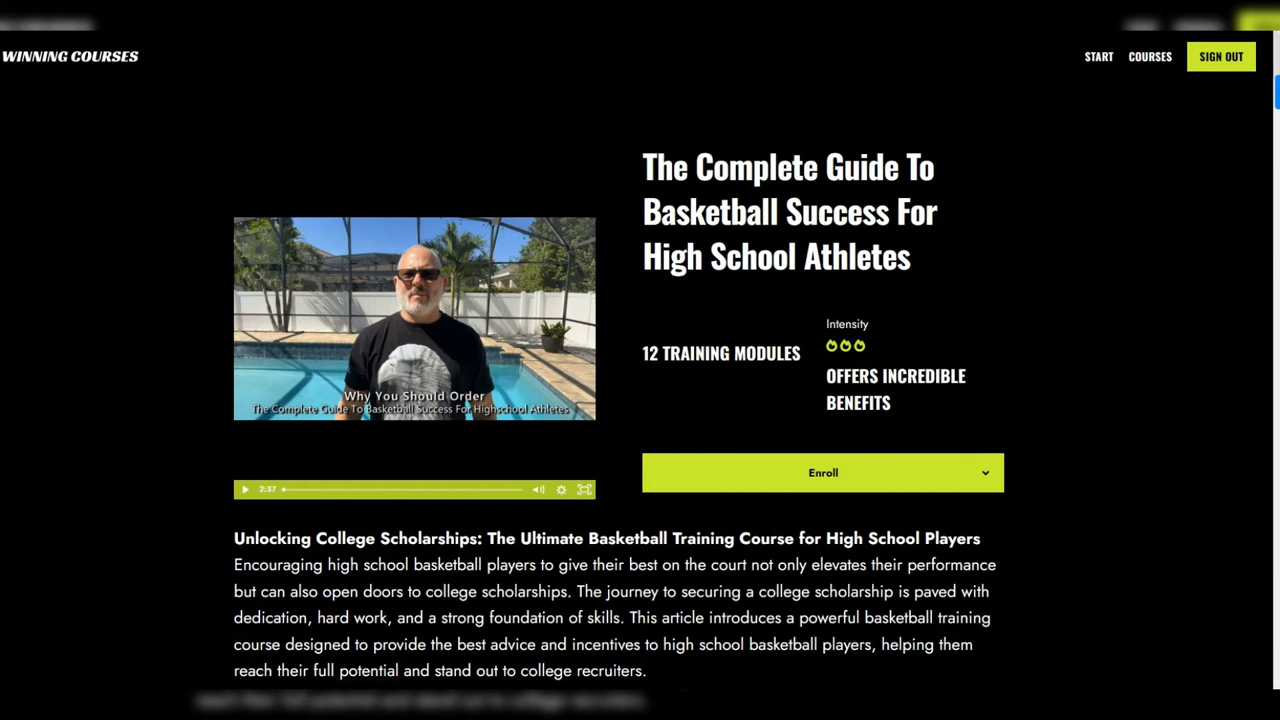 WINNING COURSES
START
COURSES
SIGN OUT
The Complete Guide To
Basketball Success For
High School Athletes
12 TRAINING MODULES
Intensity
OFFERS INCREDIBLE
BENEFITS
Enroll
Why You Should Order
The Complete Guide To Basketball Success For Highschool Athletes
2:37
Unlocking College Scholarships: The Ultimate Basketball Training Course for High School Players
Encouraging high school basketball players to give their best on the court not only elevates their performance
but can also open doors to college scholarships. The journey to securing a college scholarship is paved with
dedication, hard work, and a strong foundation of skills. This article introduces a powerful basketball training
course designed to provide the best advice and incentives to high school basketball players, helping them
reach their full potential and stand out to college recruiters.